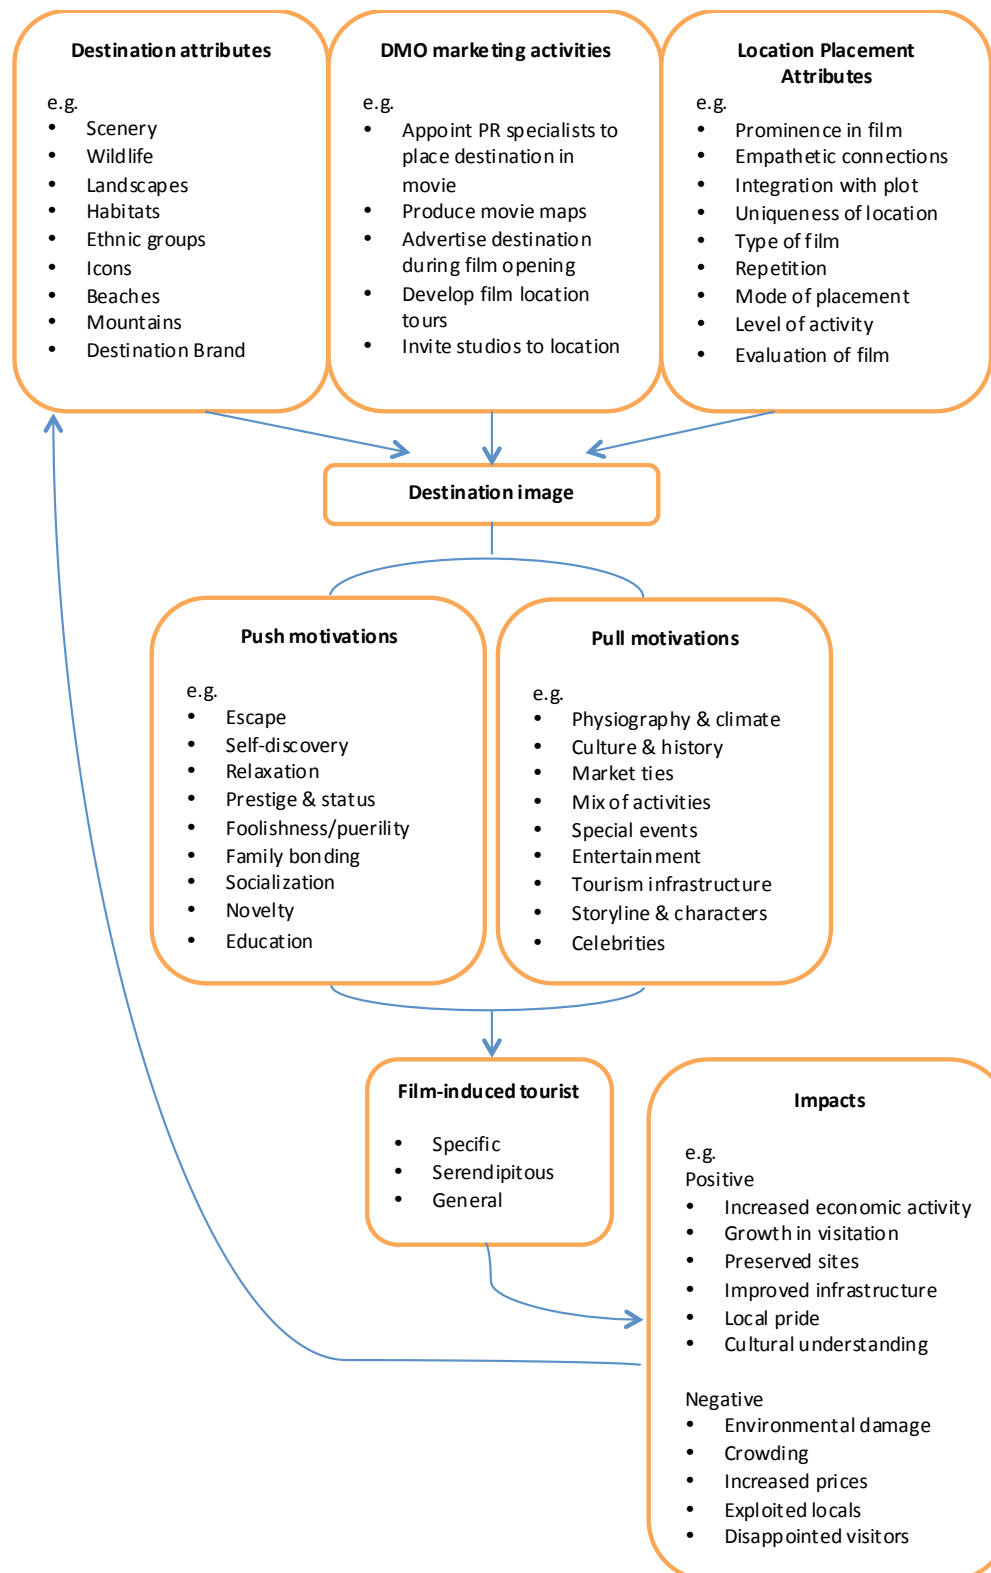 Destination attributes
e.g.
• Scenery
• Wildlife
• Landscapes
• Habitats
• Ethnic groups
• Icons
• Beaches
• Mountains
• Destination Brand
DMO marketing activities
e.g.
• Appoint PR specialists to
place destination in
movie
• Produce movie maps
• Advertise destination
during film opening
• Develop film location
tours
• Invite studios to location
Location Placement
Attributes
e.g.
• Prominence in film
• Empathetic connections
• Integration with plot
• Uniqueness of location
• Type of film
• Repetition
• Mode of placement
• Level of activity
• Evaluation of film
Destination image
Push motivations
e.g.
• Escape
• Self-discovery
• Relaxation
• Prestige & status
• Foolishness/puerility
• Family bonding
• Socialization
• Novelty
• Education
Pull motivations
e.g.
• Physiography & climate
• Culture & history
• Market ties
• Mix of activities
• Special events
• Entertainment
• Tourism infrastructure
• Storyline & characters
• Celebrities
Film-induced tourist
• Specific
• Serendipitous
• General
Impacts
e.g.
Positive
• Increased economic activity
• Growth in visitation
• Preserved sites
• Improved infrastructure
• Local pride
• Cultural understanding
Negative
• Environmental damage
• Crowding
• Increased prices
• Exploited locals
• Disappointed visitors